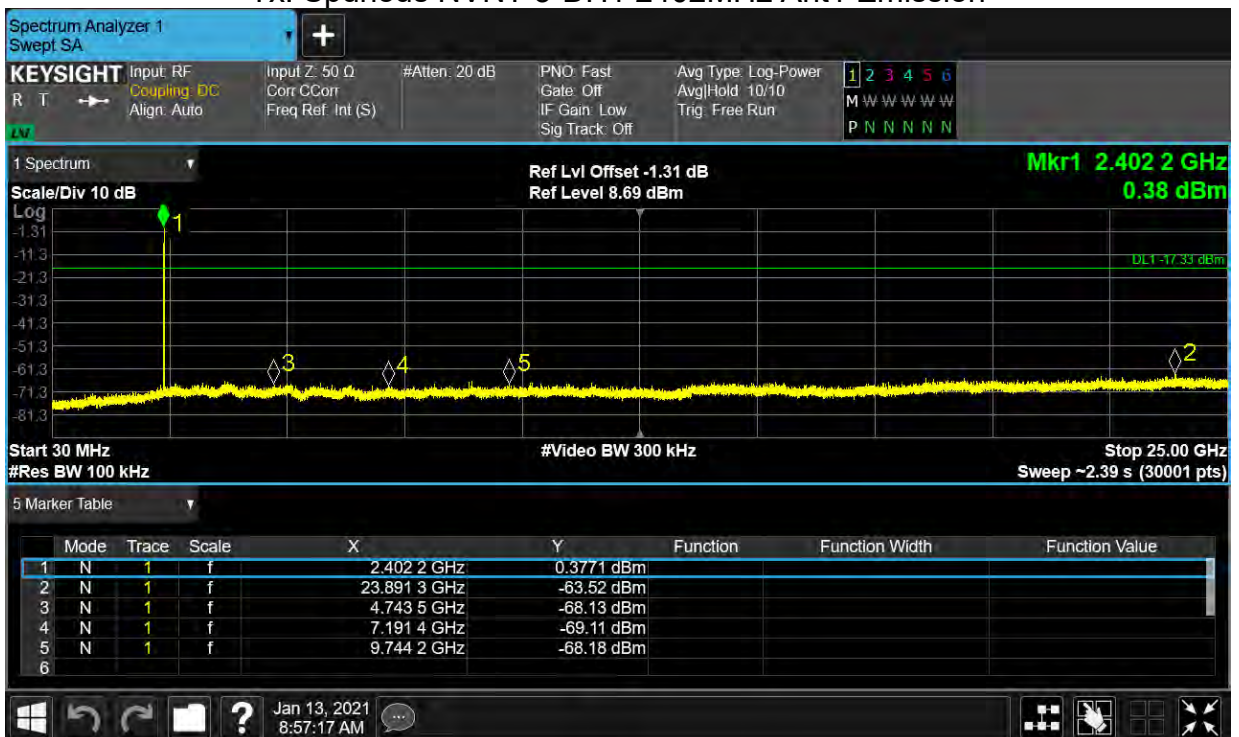 Spectrum Analyzer 1
Swept SA
+
KEYSIGHT Input: RF Input Z: 50 Ω #Atten: 20 dB PNO: Fast Avg Type: Log-Power 1 2 3 4 5 6
R T Coupling: DC Corr CCorr Gate: Off Avg|Hold: 10/10 M W W W W W
Align: Auto Freq Ref: Int (S) IF Gain: Low Trig: Free Run
Sig Track: Off P N N N N N
1 Spectrum Ref Lvl Offset -1.31 dB Mkr1 2.402 2 GHz
Scale/Div 10 dB Ref Level 8.69 dBm 0.38 dBm
Log
1
-1.31
-11.3
DL1 -17.33 dBm
-21.3
-31.3
-41.3
-51.3
3 4 5 2
-61.3
-71.3
-81.3
Start 30 MHz #Video BW 300 kHz Stop 25.00 GHz
#Res BW 100 kHz Sweep ~2.39 s (30001 pts)
5 Marker Table
Mode Trace Scale X Y Function Function Width Function Value
1 N 1 f 2.402 2 GHz 0.3771 dBm
2 N 1 f 23.891 3 GHz -63.52 dBm
3 N 1 f 4.743 5 GHz -68.13 dBm
4 N 1 f 7.191 4 GHz -69.11 dBm
5 N 1 f 9.744 2 GHz -68.18 dBm
6
? Jan 13, 2021
8:57:17 AM